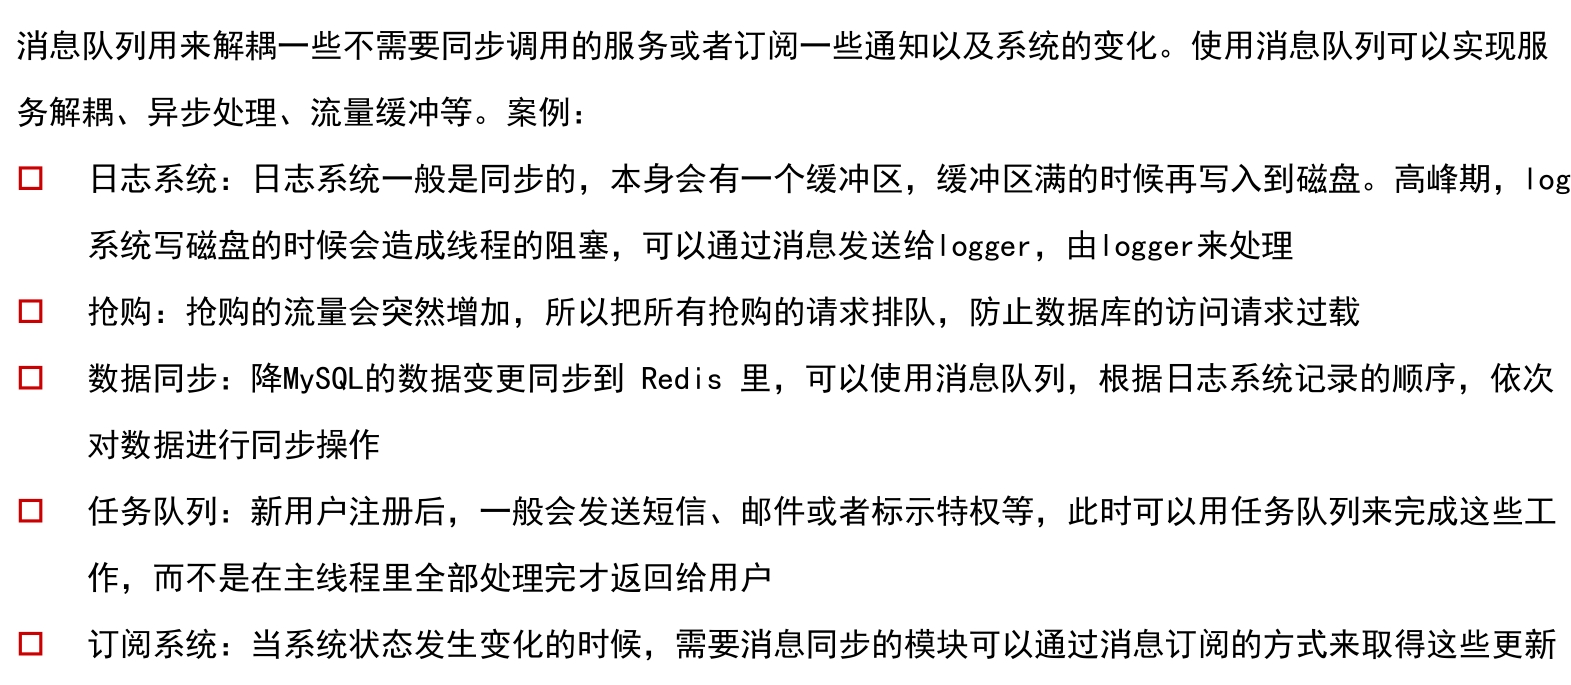 消息队列用来解耦一些不需要同步调用的服务或者订阅一些通知以及系统的变化。使用消息队列可以实现服
务解耦、异步处理、流量缓冲等。案例：
日志系统：日志系统一般是同步的，本身会有一个缓冲区，缓冲区满的时候再写入到磁盘。高峰期，log
系统写磁盘的时候会造成线程的阻塞，可以通过消息发送给logger，由logger来处理
抢购：抢购的流量会突然增加，所以把所有抢购的请求排队，防止数据库的访问请求过载
数据同步：降MySQL的数据变更同步到 Redis 里，可以使用消息队列，根据日志系统记录的顺序，依次
对数据进行同步操作
任务队列：新用户注册后，一般会发送短信、邮件或者标示特权等，此时可以用任务队列来完成这些工
作，而不是在主线程里全部处理完才返回给用户
订阅系统：当系统状态发生变化的时候，需要消息同步的模块可以通过消息订阅的方式来取得这些更新